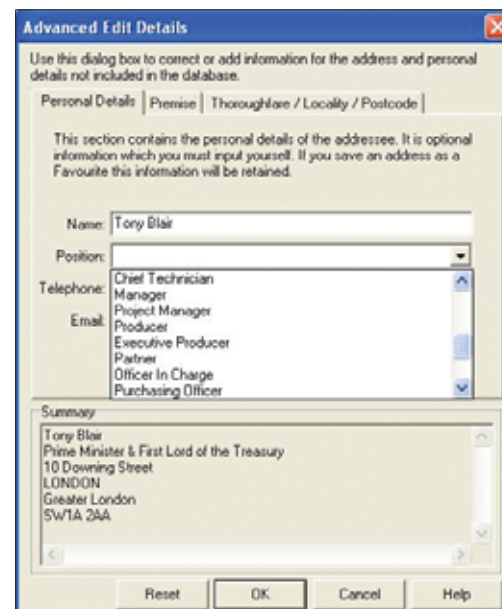 Advanced Edit Details
Use this dialog box to correct or add information for the address and personal
details not included in the database.
Personal Details
Premise
Thoroughfare / Locality / Postcode
This section contains the personal details of the addressee. It is optional
information which you must input yourself. If you save an address as a
Favourite this information will be retained.
Name: Tony Blair
Position:
Telephone:
Email:
Chief Technician
Manager
Project Manager
Producer
Executive Producer
Partner
Officer In Charge
Purchasing Officer
Summary
Tony Blair
Prime Minister & First Lord of the Treasury
10 Downing Street
LONDON
Greater London
SW1A 2AA
Reset
OK
Cancel
Help